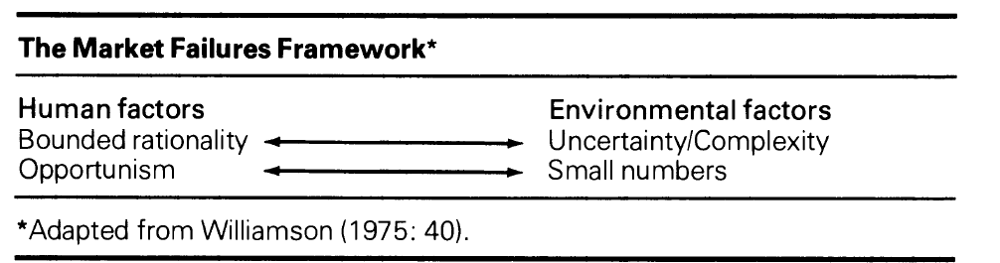 The Market Failures Framework*
Human factors Environmental factors
Bounded rationality Uncertainty/Complexity
Opportunism Small numbers
*Adapted from Williamson (1975: 40).